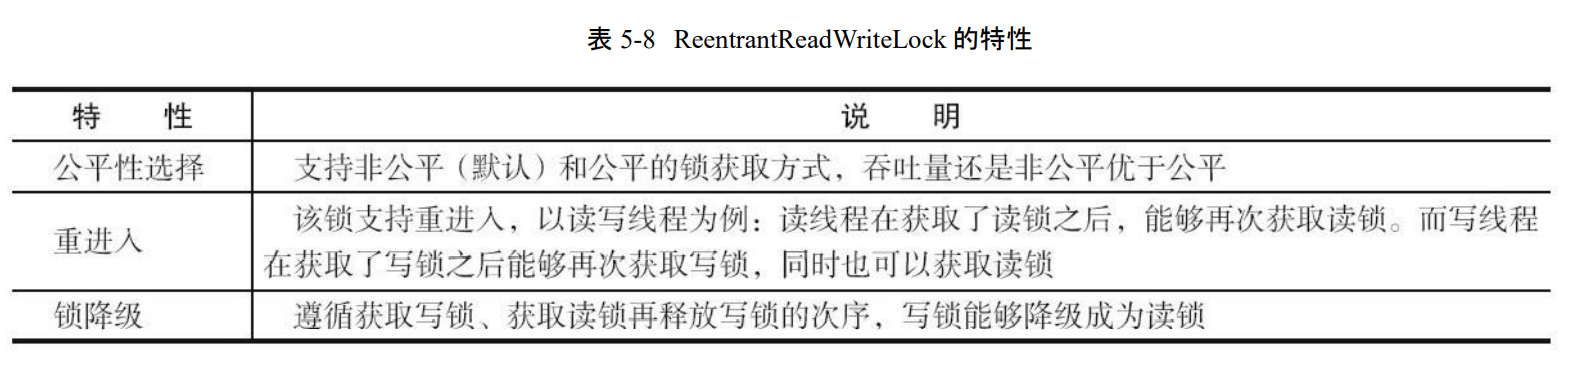 表 5-8 ReentrantReadWriteLock 的特性
特 性 说 明
公平性选择 支持非公平（默认）和公平的锁获取方式，吞吐量还是非公平优于公平
重进入 该锁支持重进入，以读写线程为例：读线程在获取了读锁之后，能够再次获取读锁。而写线程
在获取了写锁之后能够再次获取写锁，同时也可以获取读锁
锁降级 遵循获取写锁、获取读锁再释放写锁的次序，写锁能够降级成为读锁